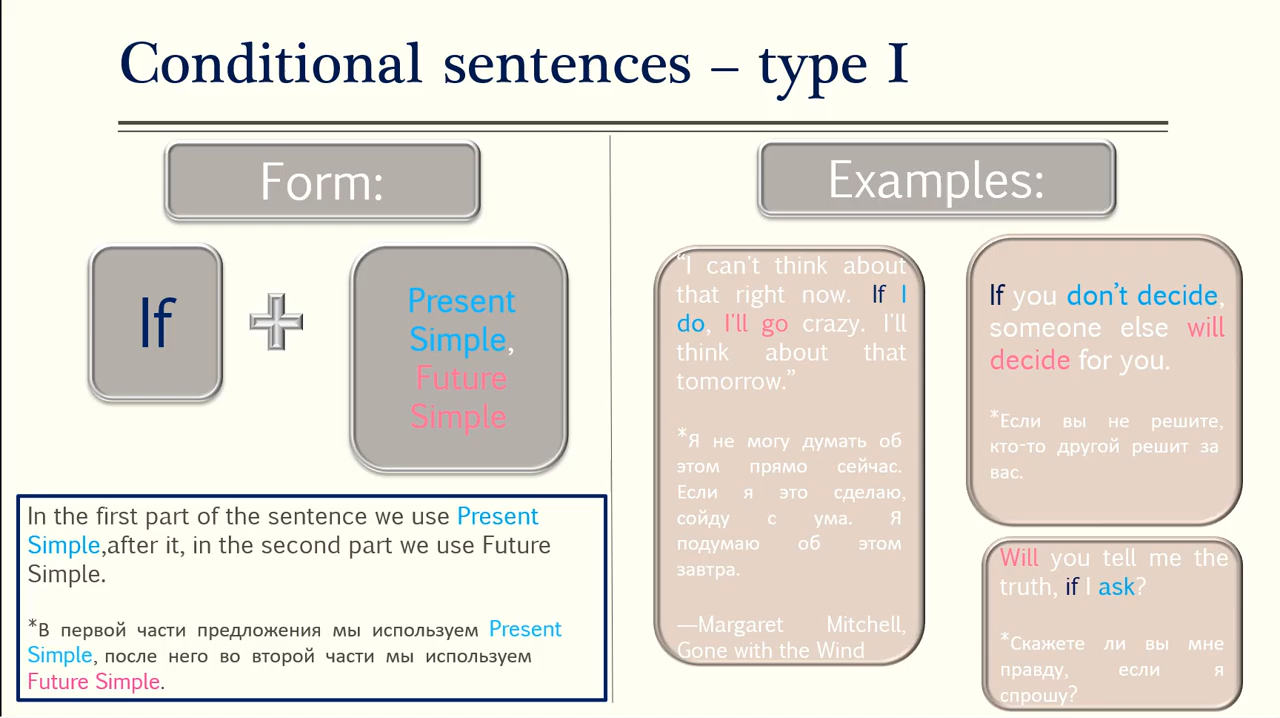 Conditional sentences – type I
Form:
If
Present
Simple,
Future
Simple
In the first part of the sentence we use Present
Simple,after it, in the second part we use Future
Simple.
*В первой части предложения мы используем Present
Simple, после него во второй части мы используем
Future Simple.
Examples:
“I can't think about
that right now. If I
do, I'll go crazy. I'll
think about that
tomorrow.”
*Я не могу думать об
этом прямо сейчас.
Если я это сделаю,
сойду с ума. Я
подумаю об этом
завтра.
—Margaret Mitchell,
Gone with the Wind
If you don’t decide,
someone else will
decide for you.
*Если вы не решите,
кто-то другой решит за
вас.
Will you tell me the
truth, if I ask?
*Скажете ли вы мне
правду, если я
спрошу?